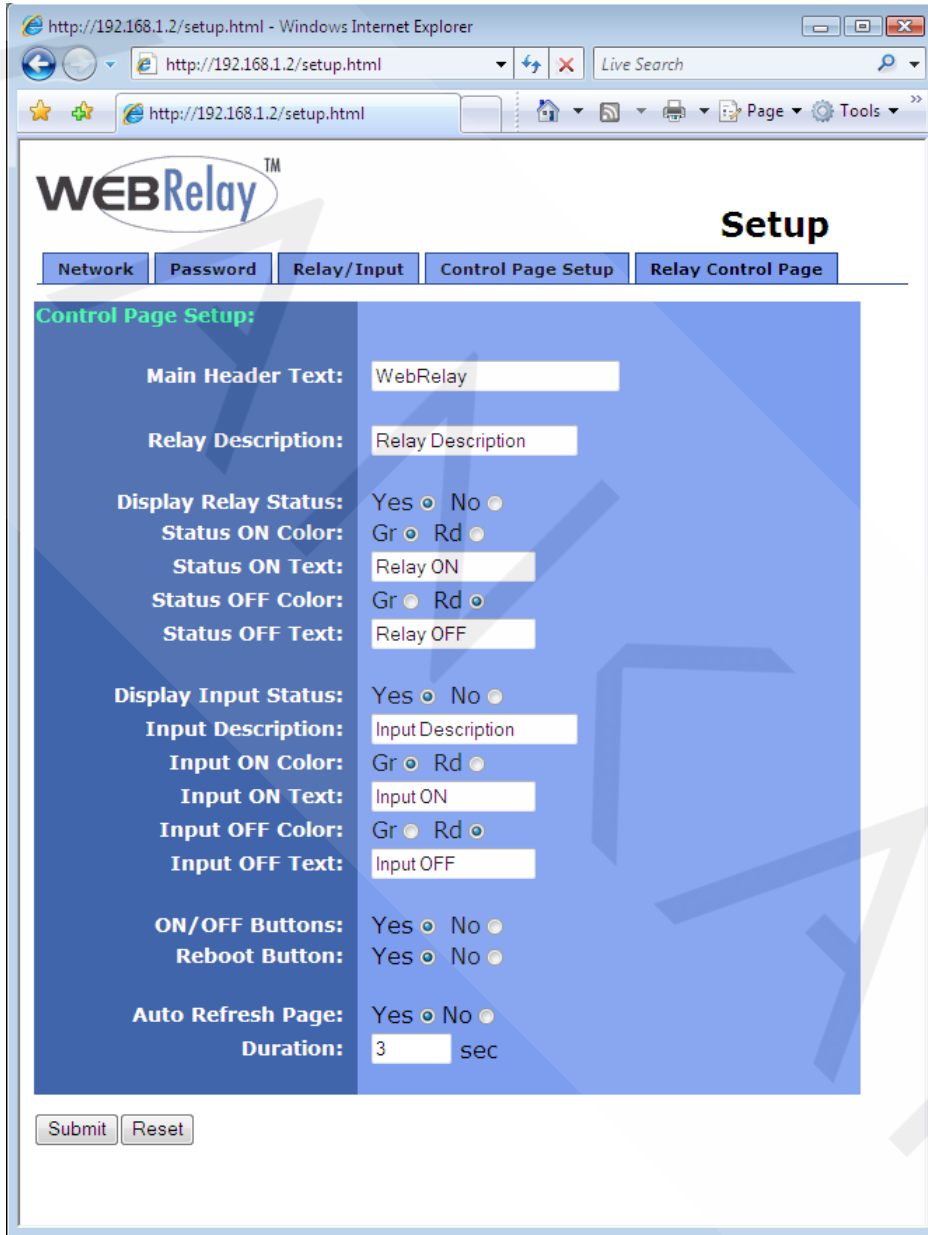 http://192.168.1.2/setup.html - Windows Internet Explorer
http://192.168.1.2/setup.html Live Search
http://192.168.1.2/setup.html Page Tools
WEBRelay TM
Setup
Network Password Relay/Input Control Page Setup Relay Control Page
Control Page Setup:
Main Header Text: WebRelay
Relay Description: Relay Description
Display Relay Status: Yes No
Status ON Color: Gr Rd
Status ON Text: Relay ON
Status OFF Color: Gr Rd
Status OFF Text: Relay OFF
Display Input Status: Yes No
Input Description: Input Description
Input ON Color: Gr Rd
Input ON Text: Input ON
Input OFF Color: Gr Rd
Input OFF Text: Input OFF
ON/OFF Buttons: Yes No
Reboot Button: Yes No
Auto Refresh Page: Yes No
Duration: 3 sec
Submit Reset